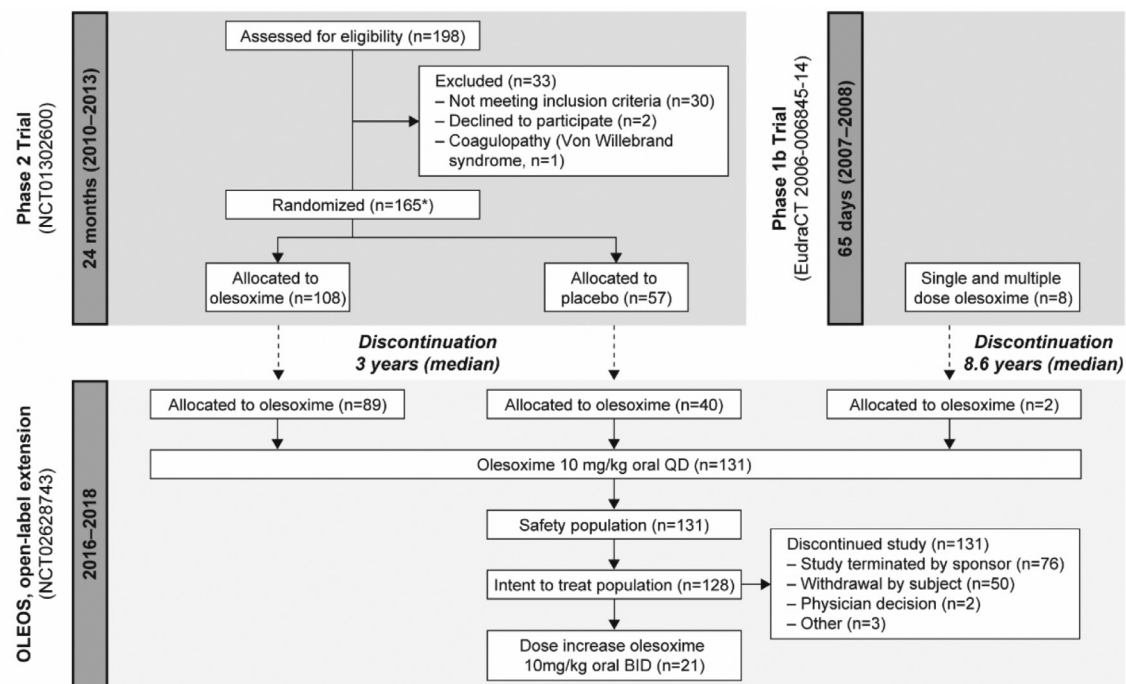 Phase 2 Trial
(NCT01302600)
24 months (2010–2013)
Assessed for eligibility (n=198)
Excluded (n=33)
– Not meeting inclusion criteria (n=30)
– Declined to participate (n=2)
– Coagulopathy (Von Willebrand
syndrome, n=1)
Randomized (n=165*)
Allocated to
olesoxime (n=108)
Allocated to
placebo (n=57)
Phase 1b Trial
(EudraCT 2006-006845-14)
65 days (2007–2008)
Single and multiple
dose olesoxime (n=8)
Discontinuation
3 years (median)
Discontinuation
8.6 years (median)
OLEOS, open-label extension
(NCT02628743)
2016–2018
Allocated to olesoxime (n=89)
Allocated to olesoxime (n=40)
Allocated to olesoxime (n=2)
Olesoxime 10 mg/kg oral QD (n=131)
Safety population (n=131)
Intent to treat population (n=128)
Discontinued study (n=131)
– Study terminated by sponsor (n=76)
– Withdrawal by subject (n=50)
– Physician decision (n=2)
– Other (n=3)
Dose increase olesoxime
10mg/kg oral BID (n=21)